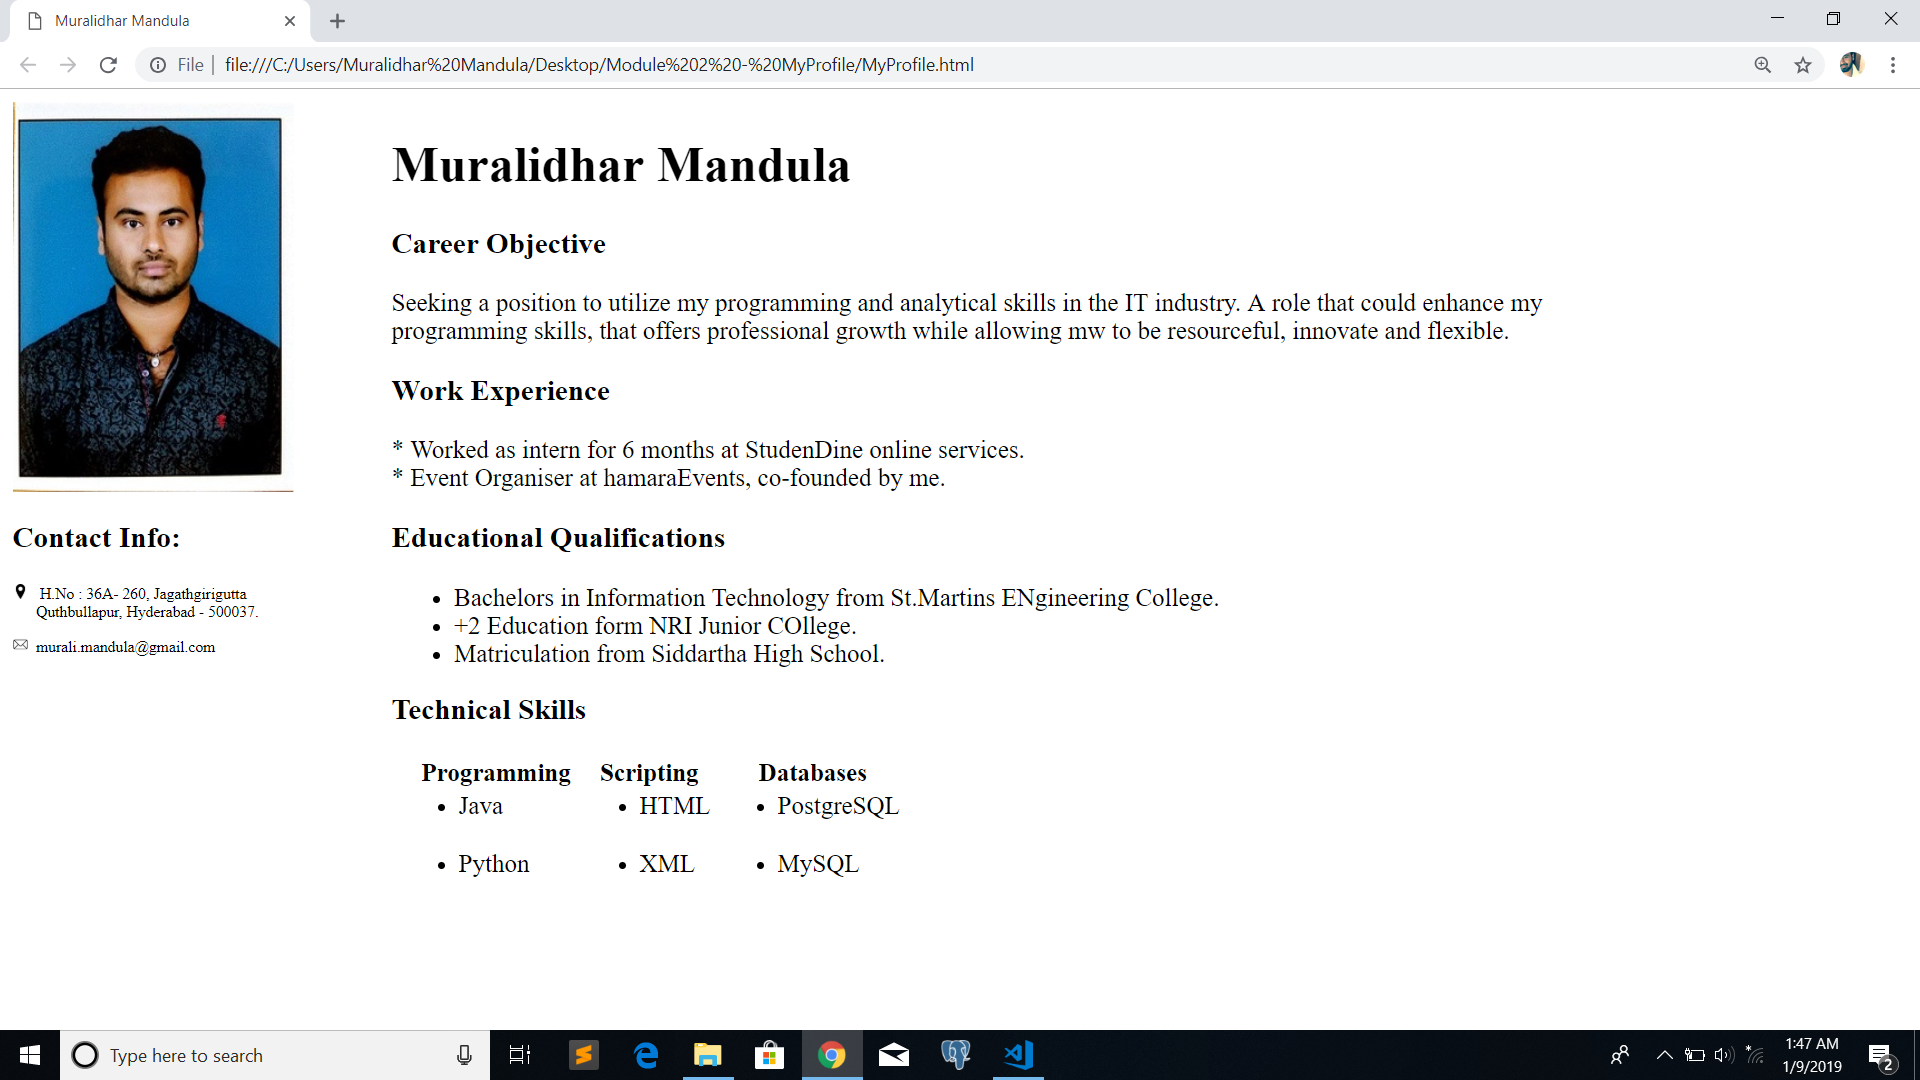 Muralidhar Mandula
File | file:///C:/Users/Muralidhar%20Mandula/Desktop/Module%202%20-%20MyProfile/MyProfile.html
Muralidhar Mandula
Career Objective
Seeking a position to utilize my programming and analytical skills in the IT industry. A role that could enhance my
programming skills, that offers professional growth while allowing mw to be resourceful, innovate and flexible.
Work Experience
* Worked as intern for 6 months at StudenDine online services.
* Event Organiser at hamaraEvents, co-founded by me.
Contact Info:
H.No : 36A- 260, Jagathgirigutta
Quthbullapur, Hyderabad - 500037.
murali.mandula@gmail.com
Educational Qualifications
• Bachelors in Information Technology from St.Martins ENgineering College.
• +2 Education form NRI Junior COllege.
• Matriculation from Siddartha High School.
Technical Skills
Programming Scripting Databases
• Java • HTML • PostgreSQL
• Python • XML • MySQL
Type here to search
1:47 AM
1/9/2019
2